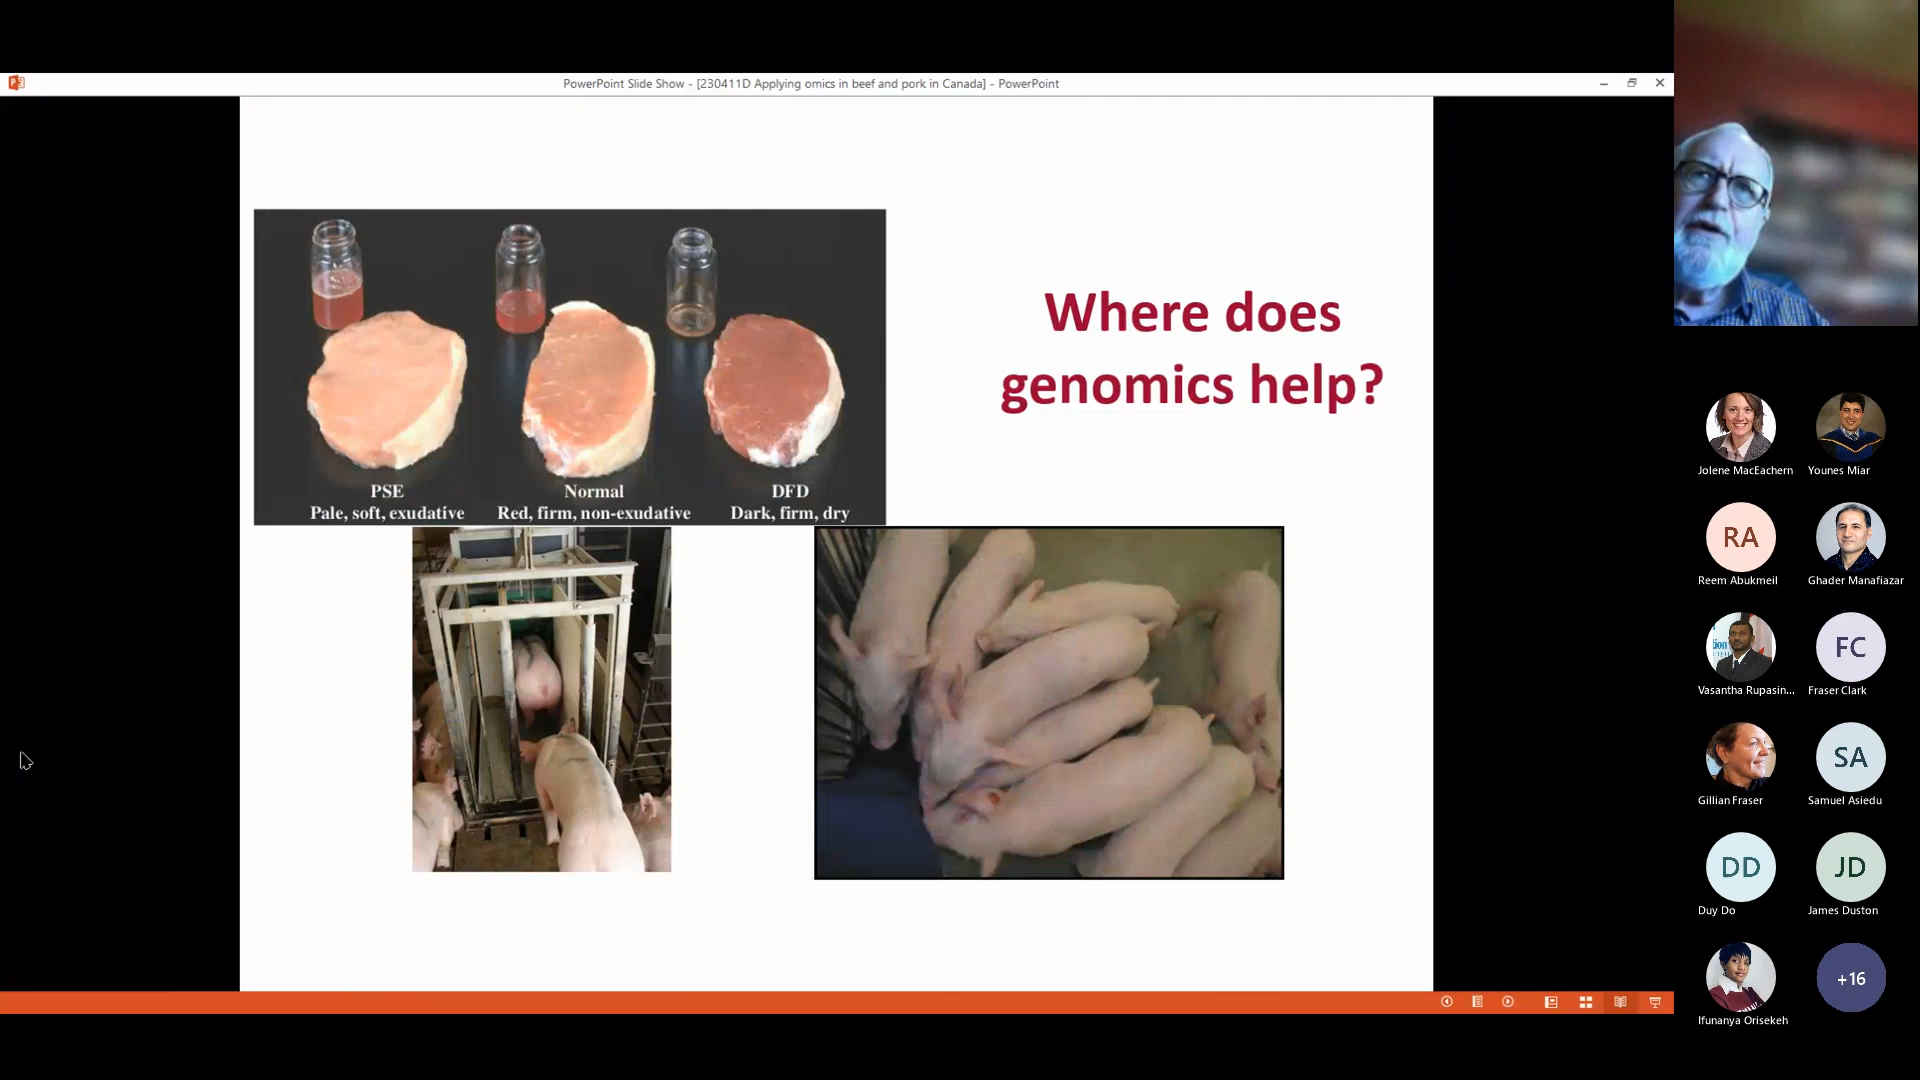 PowerPoint Slide Show - [230411D Applying omics in beef and pork in Canada] - PowerPoint
Where does
genomics help?
PSE
Pale, soft, exudative
Normal
Red, firm, non-exudative
DFD
Dark, firm, dry
Jolene MacEachern
Younes Miar
RA
Reem Abukmeil
Ghader Manafiazar
Vasantha Rupasin...
FC
Fraser Clark
Gillian Fraser
SA
Samuel Asiedu
DD
Duy Do
JD
James Duston
Ifunanya Orisekeh
+16